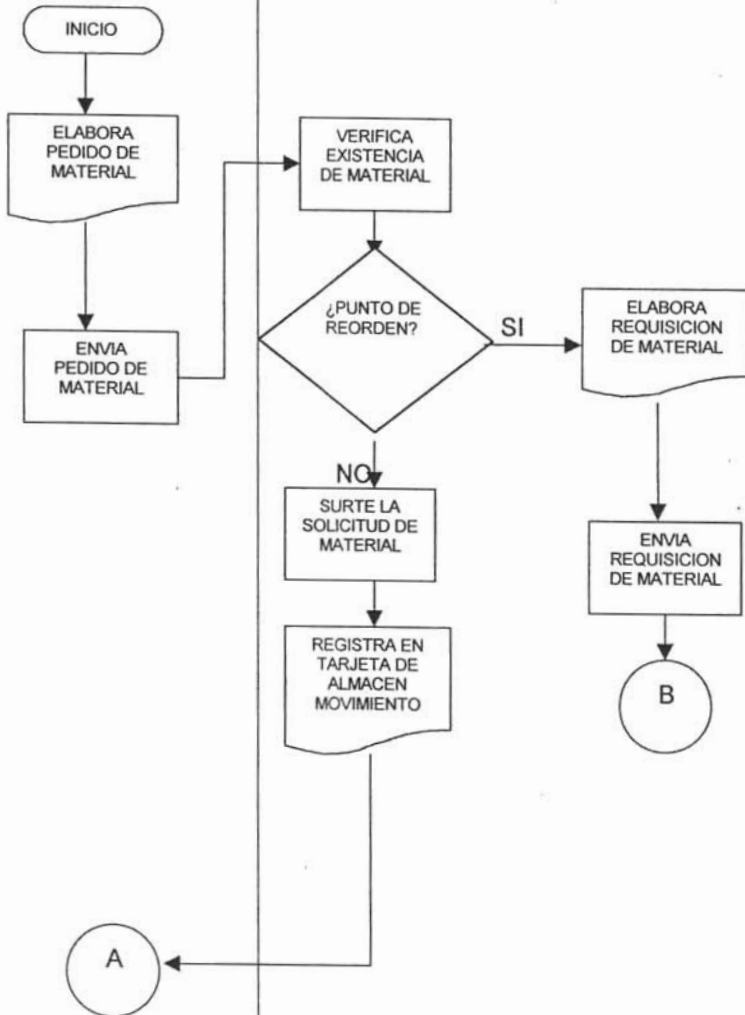 INICIO
ELABORA
PEDIDO DE
MATERIAL
ENVIA
PEDIDO DE
MATERIAL
VERIFICA
EXISTENCIA
DE MATERIAL
¿PUNTO DE
REORDEN?
SI
NO
ELABORA
REQUISICION
DE MATERIAL
ENVIA
REQUISICION
DE MATERIAL
B
SURTE LA
SOLICITUD DE
MATERIAL
REGISTRA EN
TARJETA DE
ALMACEN
MOVIMIENTO
A